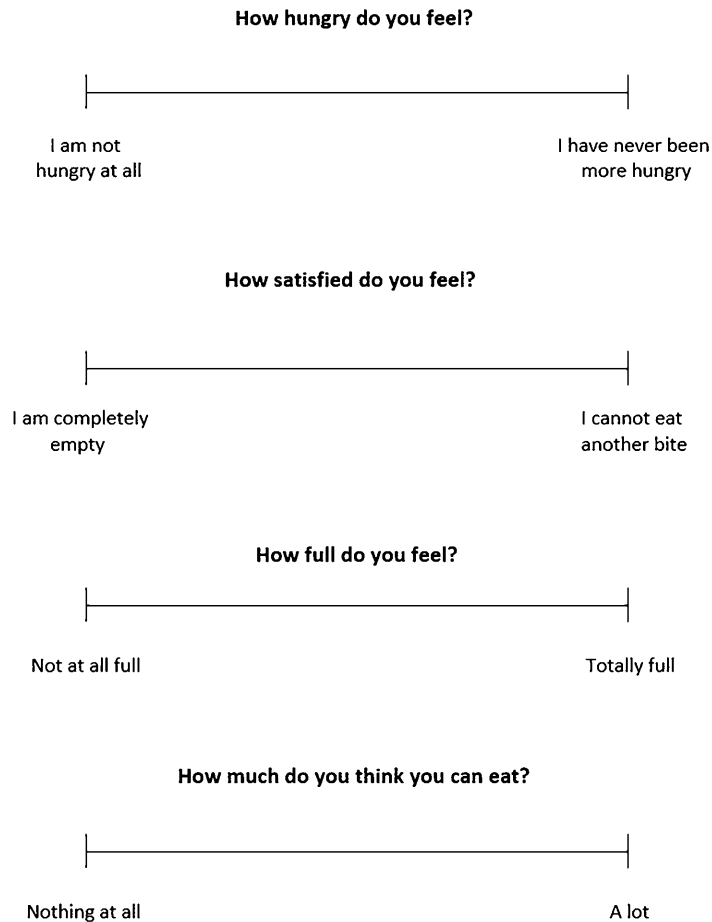 How hungry do you feel?
I am not
hungry at all
I have never been
more hungry
How satisfied do you feel?
I am completely
empty
I cannot eat
another bite
How full do you feel?
Not at all full
Totally full
How much do you think you can eat?
Nothing at all
A lot